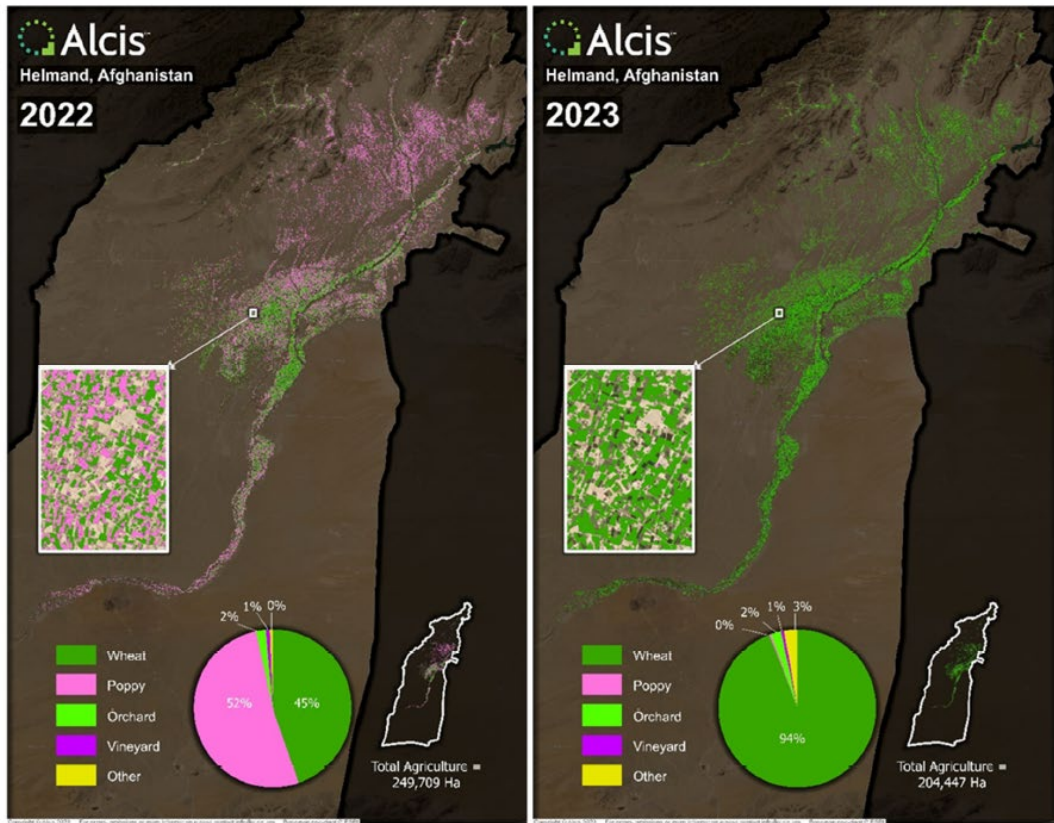 Alcis
Helmand, Afghanistan
2022
2% 1% 0%
52% 45%
Wheat
Poppy
Orchard
Vineyard
Other
Total Agriculture =
249,709 Ha
Alcis
Helmand, Afghanistan
2023
0% 2% 1% 3%
94%
Wheat
Poppy
Orchard
Vineyard
Other
Total Agriculture =
204,447 Ha